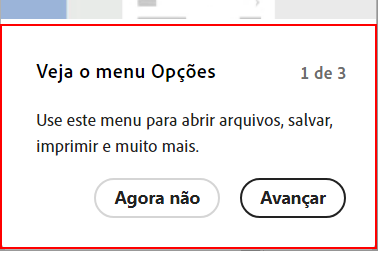 Veja o menu Opções
1 de 3
Use este menu para abrir arquivos, salvar,
imprimir e muito mais.
Agora não
Avançar